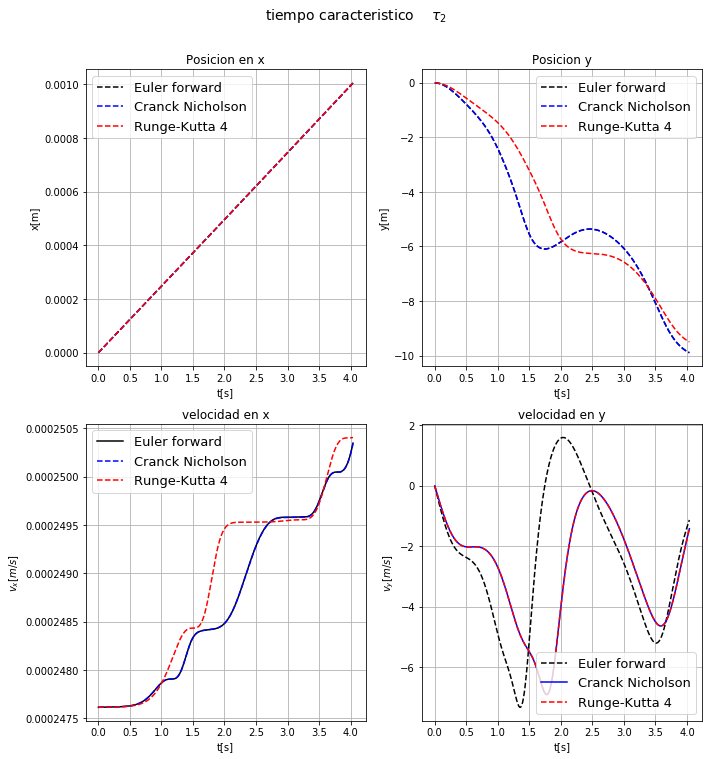 tiempo caracteristico τ₂
Posicion en x
Euler forward
Cranck Nicholson
Runge-Kutta 4
0.0010
0.0008
0.0006
0.0004
0.0002
0.0000
x[m]
0.0 0.5 1.0 1.5 2.0 2.5 3.0 3.5 4.0
t[s]
Posicion y
Euler forward
Cranck Nicholson
Runge-Kutta 4
0
−2
−4
−6
−8
−10
y[m]
0.0 0.5 1.0 1.5 2.0 2.5 3.0 3.5 4.0
t[s]
velocidad en x
Euler forward
Cranck Nicholson
Runge-Kutta 4
0.0002505
0.0002500
0.0002495
0.0002490
0.0002485
0.0002480
0.0002475
vₓ[m/s]
0.0 0.5 1.0 1.5 2.0 2.5 3.0 3.5 4.0
t[s]
velocidad en y
2
0
−2
−4
−6
v_y[m/s]
Euler forward
Cranck Nicholson
Runge-Kutta 4
0.0 0.5 1.0 1.5 2.0 2.5 3.0 3.5 4.0
t[s]